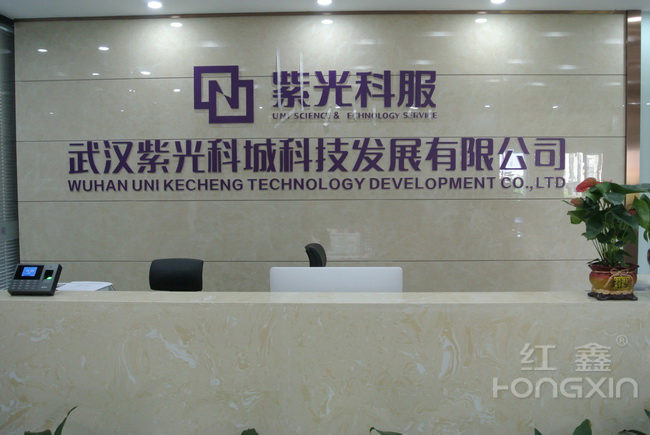 紫光科服
UNI SCIENCE & TECHNOLOGY SERVICE
武汉紫光科城科技发展有限公司
WUHAN UNI KECHENG TECHNOLOGY DEVELOPMENT CO.,LTD
红鑫®
HONGXIN